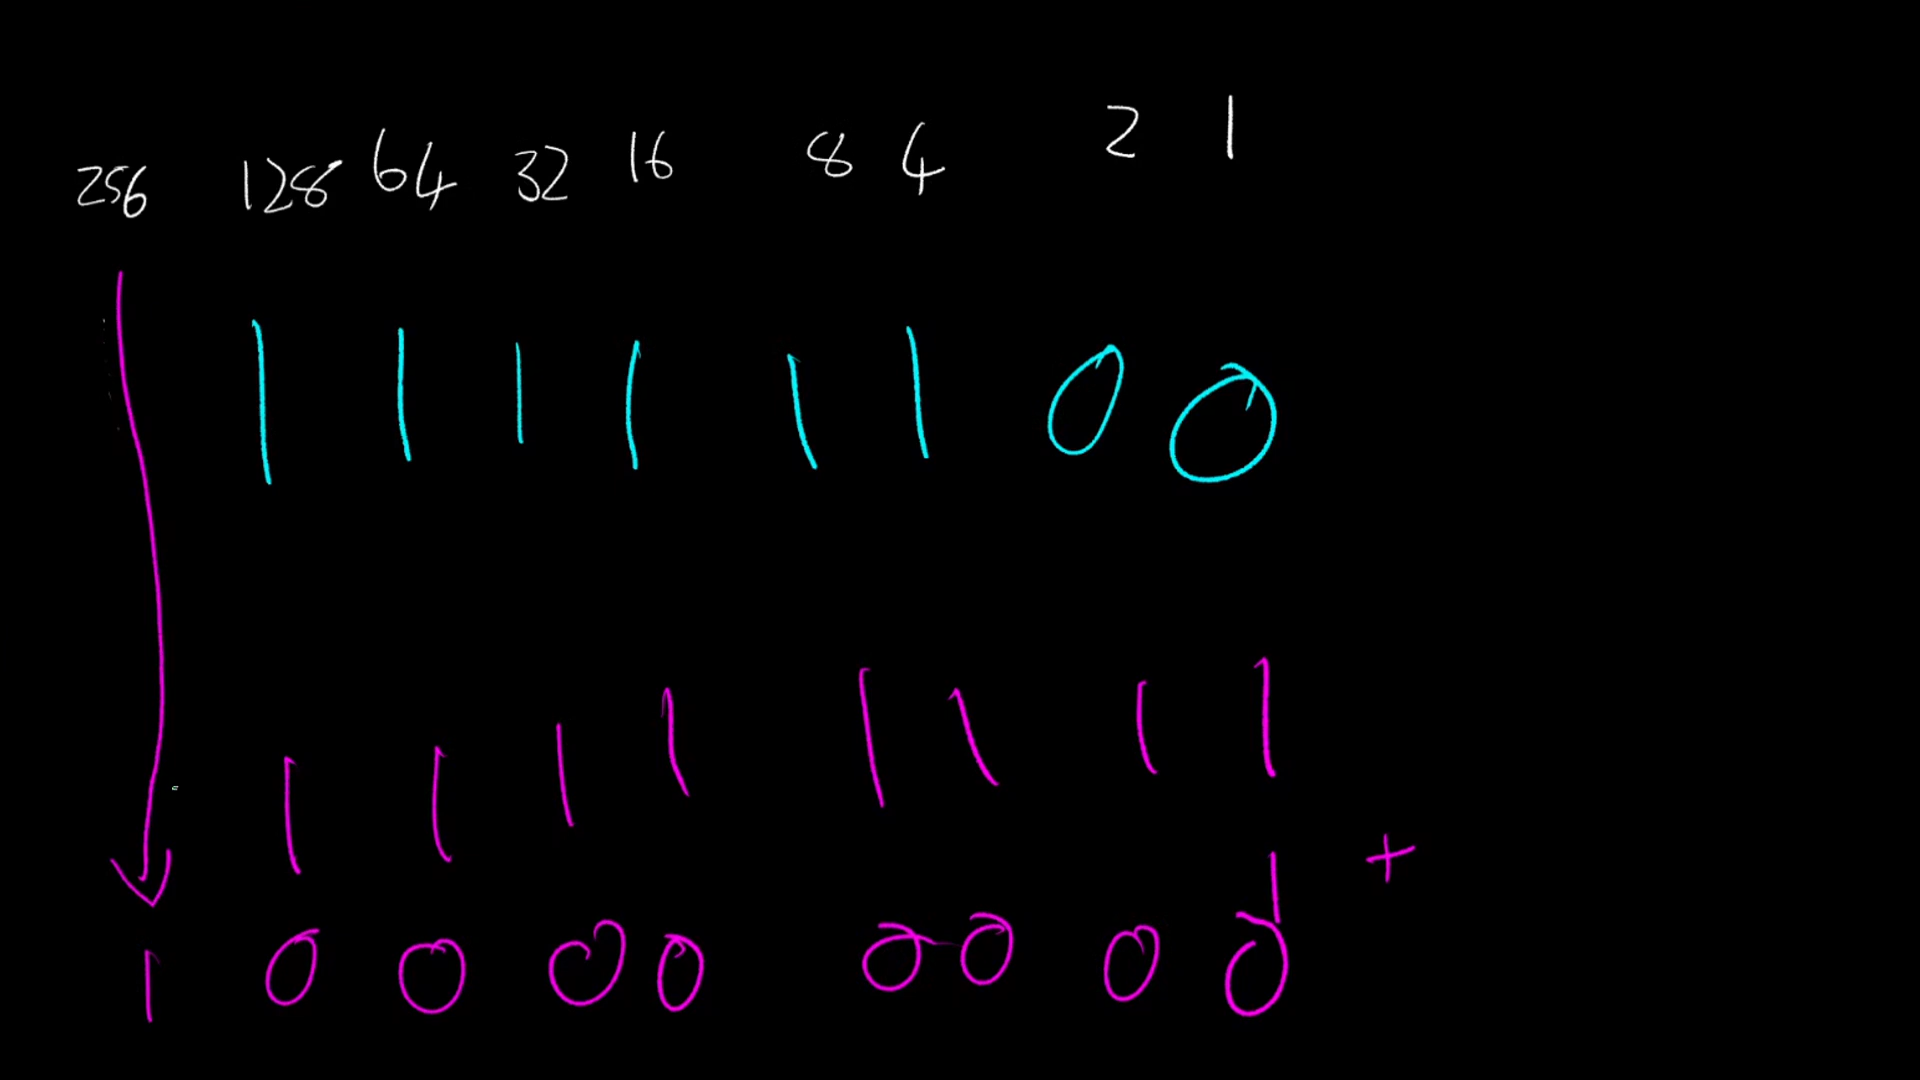 256 128 64 32 16 8 4 2 1
1 1 1 1 1 1 0 0
1 1 1 1 1 1 1 1
1 +
1 0 0 0 0 0 0 0 0